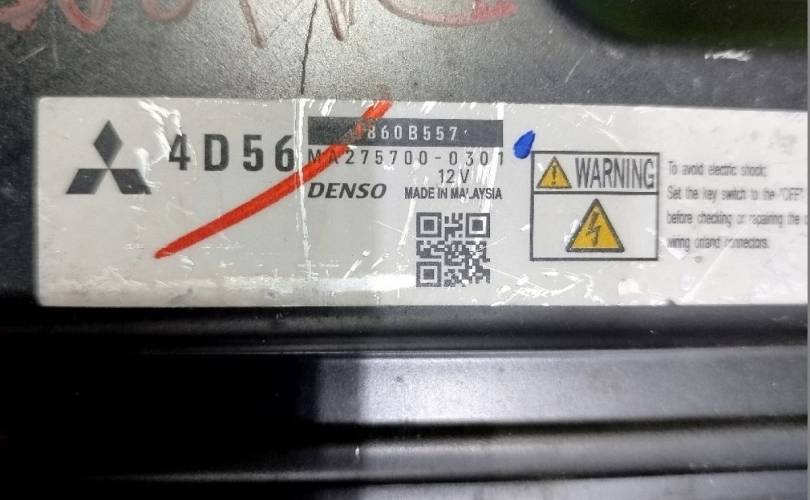 4D56
1860B557
MA275700-0301
12V
DENSO
MADE IN MALAYSIA
WARNING
To avoid electric shock;
Set the key switch to the "OFF"
before checking or repairing the
wiring or/and connectors.